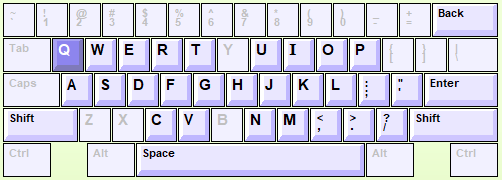 ~ ` ! 1 @ 2 # 3 $ 4 % 5 ^ 6 & 7 * 8 ( 9 ) 0 _ - + = Back
Tab Q W E R T Y U I O P { [ } ] | \
Caps A S D F G H J K L : ; " ' Enter
Shift Z X C V B N M < , > . ? / Shift
Ctrl Alt Space Alt Ctrl